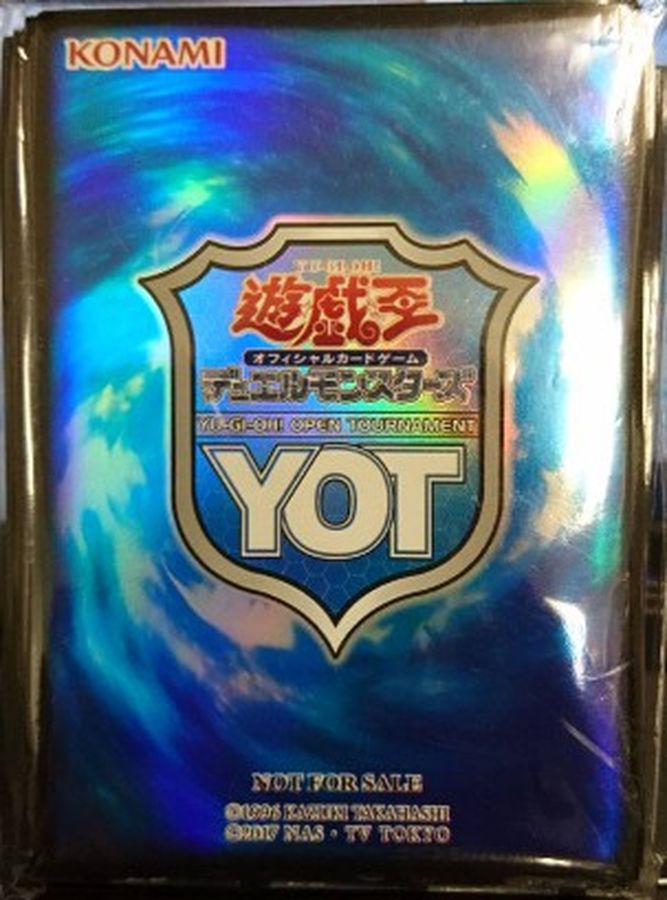 KONAMI
YU-GI-OH!
遊戯王
オフィシャルカードゲーム
デュエルモンスターズ
YU-GI-OH! OPEN TOURNAMENT
YOT
NOT FOR SALE
©1996 KAZUKI TAKAHASHI
©2017 NAS・TV TOKYO